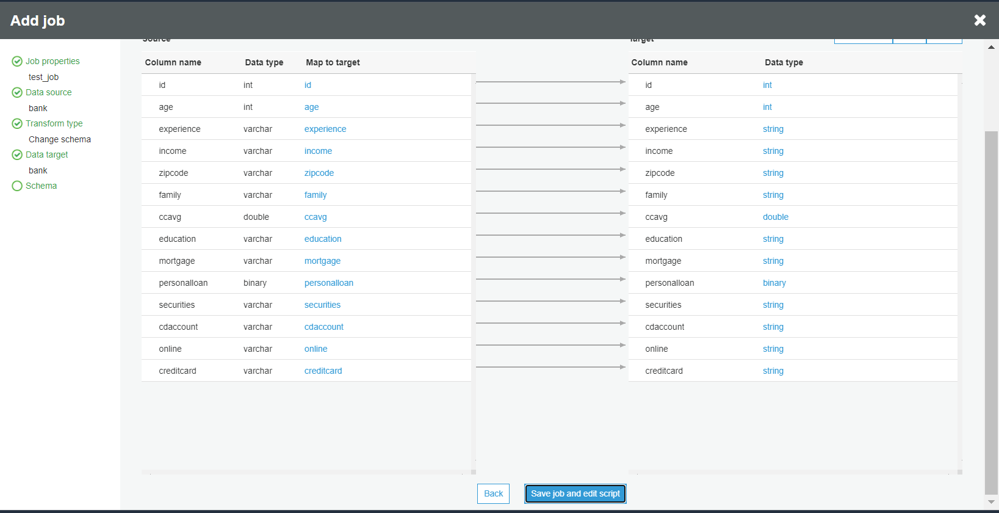 Add job
Job properties
test_job
Data source
bank
Transform type
Change schema
Data target
bank
Schema
Source Target
Column name Data type Map to target Column name Data type
id int id id int
age int age age int
experience varchar experience experience string
income varchar income income string
zipcode varchar zipcode zipcode string
family varchar family family string
ccavg double ccavg ccavg double
education varchar education education string
mortgage varchar mortgage mortgage string
personalloan binary personalloan personalloan binary
securities varchar securities securities string
cdaccount varchar cdaccount cdaccount string
online varchar online online string
creditcard varchar creditcard creditcard string
Back Save job and edit script